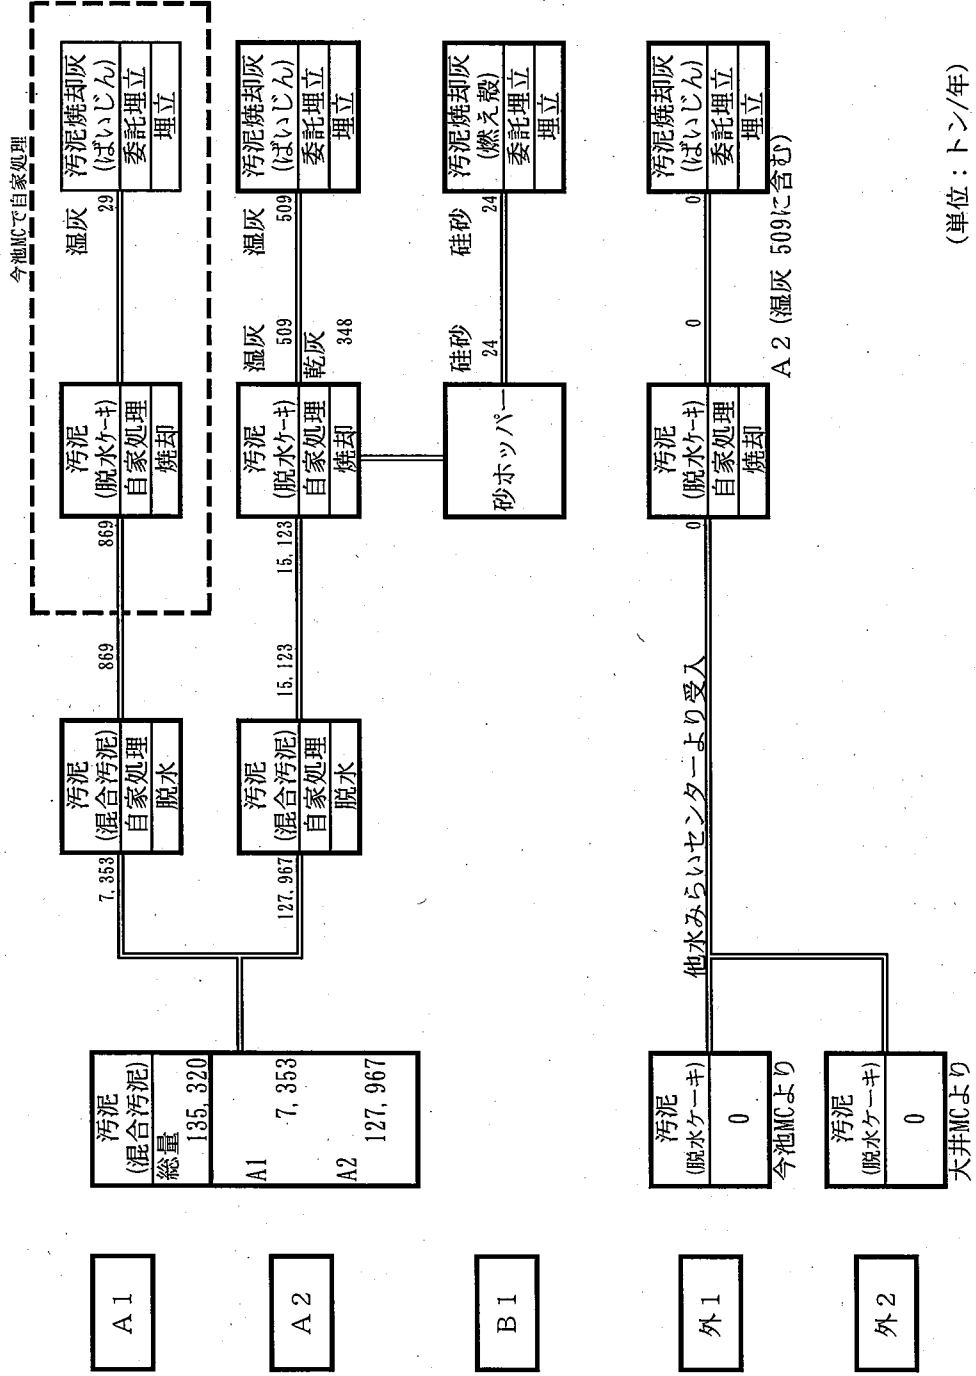 今池MCで自家処理
A1
汚泥
(混合汚泥)
総量
135,320
A1
7,353
A2
127,967
7,353
汚泥
(混合汚泥)
自家処理
脱水
869
869
汚泥
(脱水ケーキ)
自家処理
焼却
湿灰
29
汚泥焼却灰
(ばいじん)
委託埋立
埋立
A2
127,967
汚泥
(混合汚泥)
自家処理
脱水
15,123
15,123
汚泥
(脱水ケーキ)
自家処理
焼却
湿灰
509
乾灰
348
湿灰
509
汚泥焼却灰
(ばいじん)
委託埋立
埋立
B1
砂ホッパー
硅砂
24
硅砂
24
汚泥焼却灰
(燃え殻)
委託埋立
埋立
外1
汚泥
(脱水ケーキ)
0
今池MCより
他水みらいセンターより受入
0
汚泥
(脱水ケーキ)
自家処理
焼却
0
0
汚泥焼却灰
(ばいじん)
委託埋立
埋立
A2(湿灰 509に含む)
外2
汚泥
(脱水ケーキ)
0
大井MCより
(単位:トン/年)